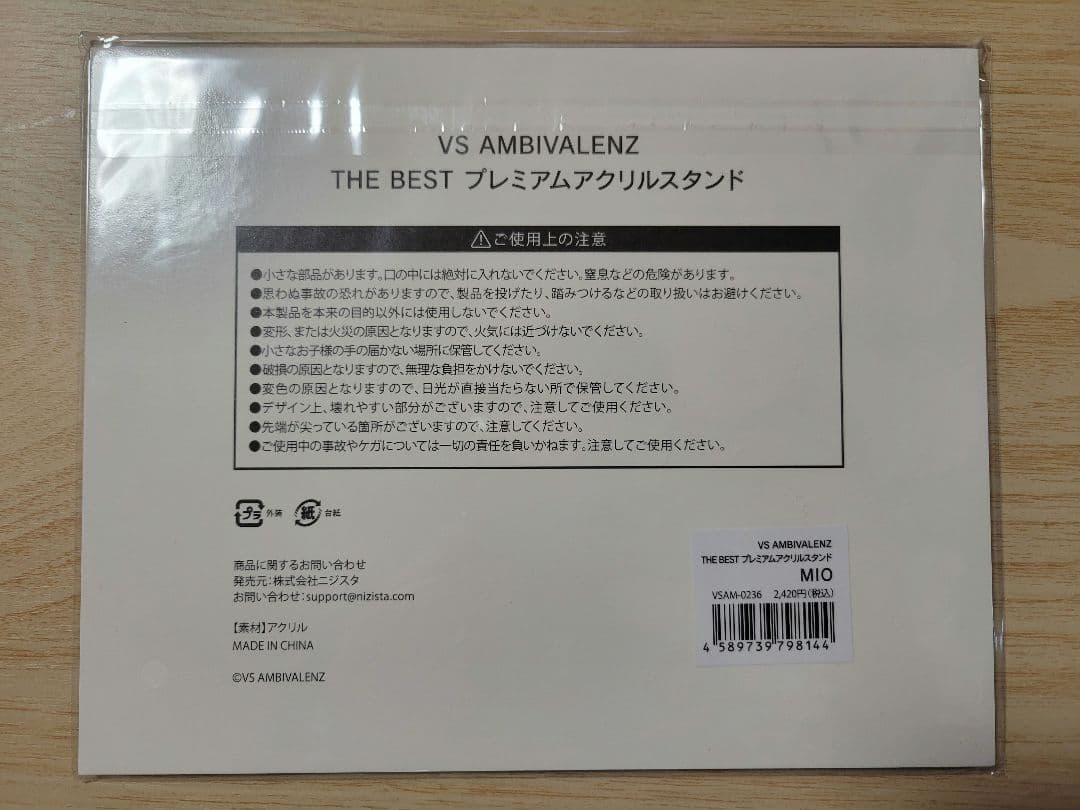 VS AMBIVALENZ
THE BEST プレミアムアクリルスタンド
⚠ご使用上の注意
●小さな部品があります。口の中には絶対に入れないでください。窒息などの危険があります。
●思わぬ事故の恐れがありますので、製品を投げたり、踏みつけるなどの取り扱いはお避けください。
●本製品を本来の目的以外には使用しないでください。
●変形、または火災の原因となりますので、火気には近づけないでください。
●小さなお子様の手の届かない場所に保管してください。
●破損の原因となりますので、無理な負担をかけないでください。
●変色の原因となりますので、日光が直接当たらない所で保管してください。
●デザイン上、壊れやすい部分がございますので、注意してご使用ください。
●先端が尖っている箇所がございますので、注意してください。
●ご使用中の事故やケガについては一切の責任を負いかねます。注意してご使用ください。
プラ 外装 紙 台紙
商品に関するお問い合わせ
発売元：株式会社ニジスタ
お問い合わせ：support@nizista.com
【素材】アクリル
MADE IN CHINA
©VS AMBIVALENZ
VS AMBIVALENZ
THE BEST プレミアムアクリルスタンド
MIO
VSAM-0236 2,420円(税込)
4 589739 798144